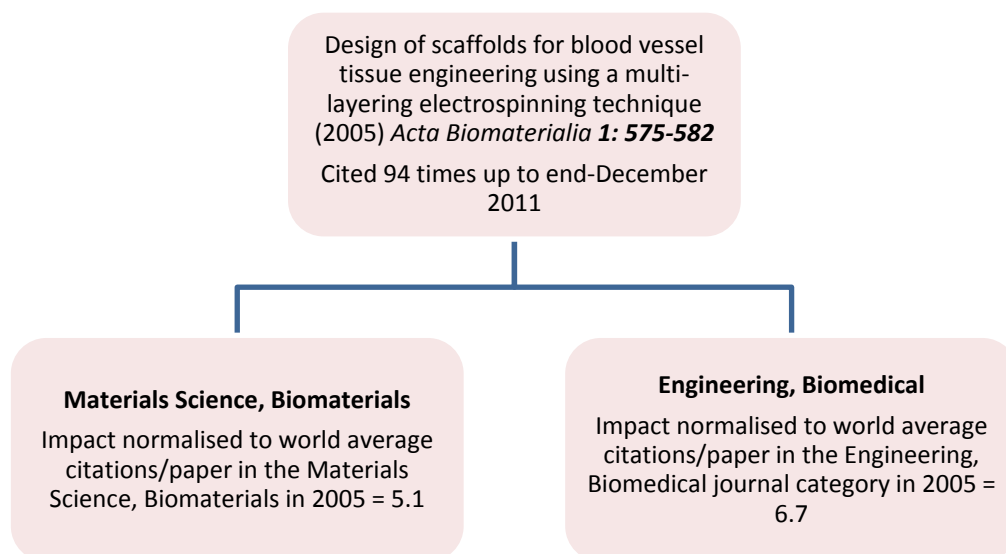 Design of scaffolds for blood vessel
tissue engineering using a multi-
layering electrospinning technique
(2005) Acta Biomaterialia 1: 575-582
Cited 94 times up to end-December
2011
Materials Science, Biomaterials
Impact normalised to world average
citations/paper in the Materials
Science, Biomaterials in 2005 = 5.1
Engineering, Biomedical
Impact normalised to world average
citations/paper in the Engineering,
Biomedical journal category in 2005 =
6.7